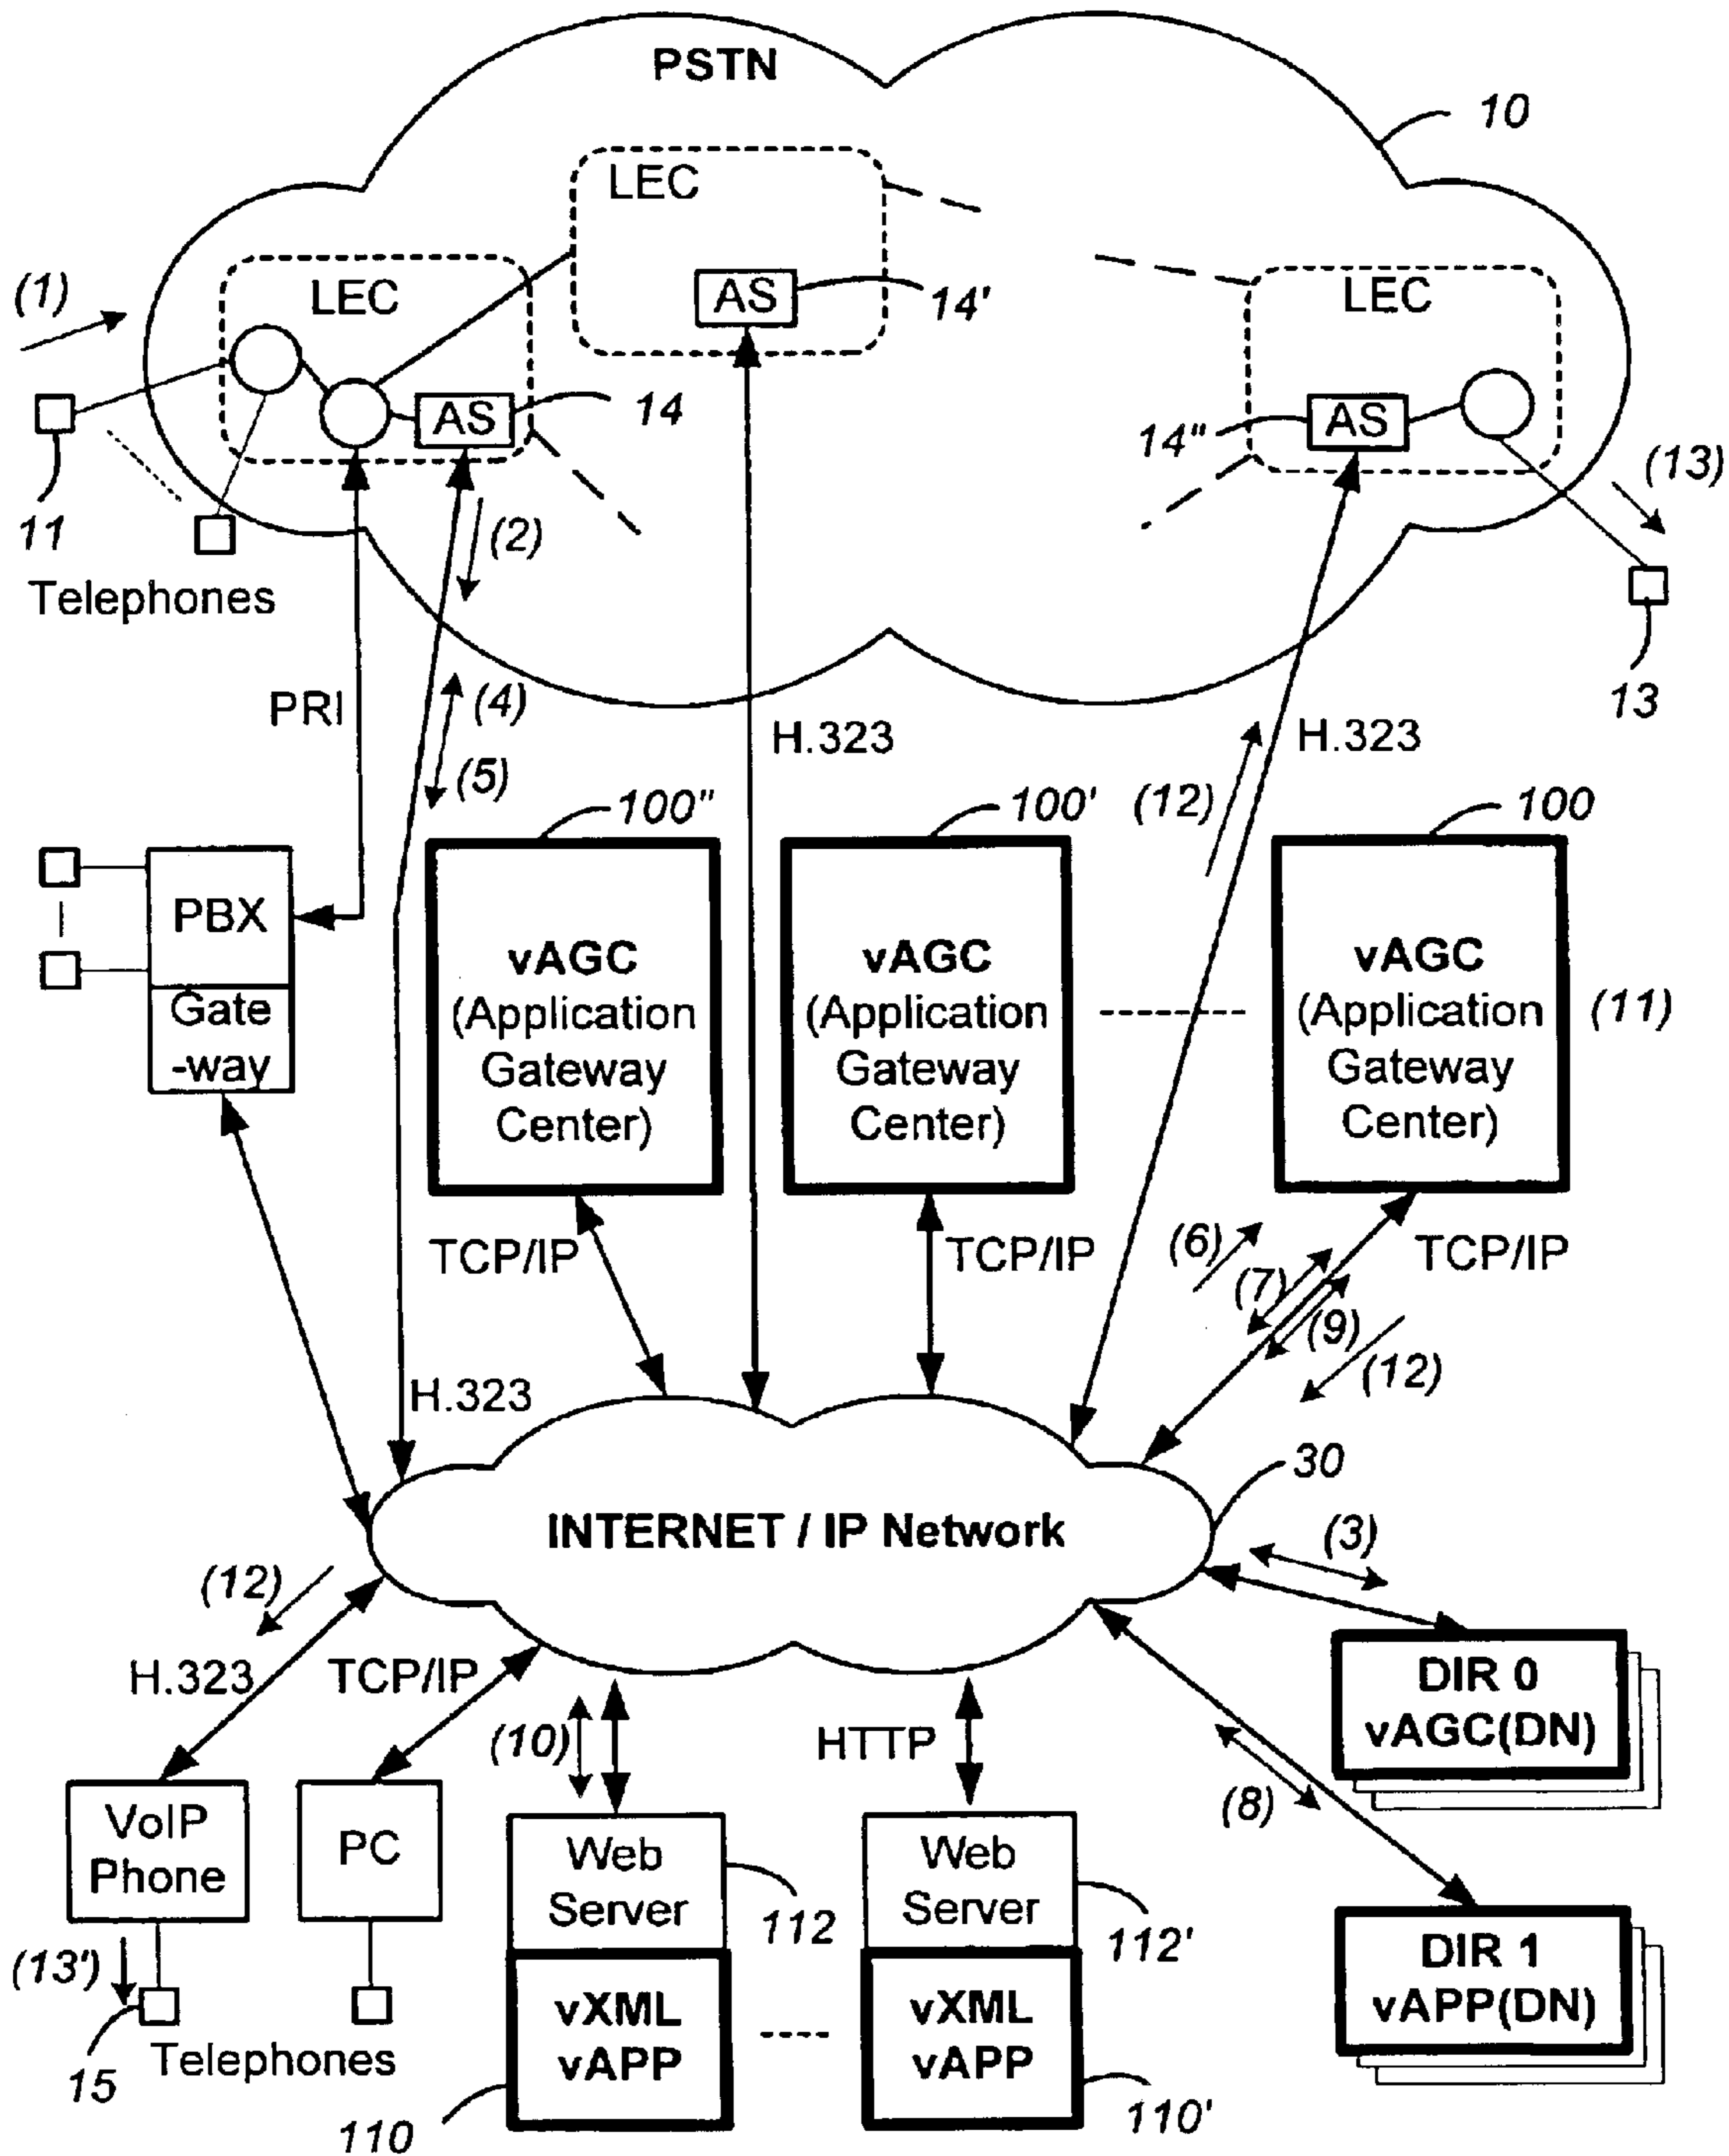 PSTN
10
LEC
LEC
LEC
(1)
AS
14'
AS
14
14"
AS
(13)
11
(2)
Telephones
13
PRI
(4)
(5)
H.323
H.323
(12)
100"
100'
100
PBX
Gate
-way
vAGC
(Application
Gateway
Center)
vAGC
(Application
Gateway
Center)
vAGC
(Application
Gateway
Center)
(11)
TCP/IP
TCP/IP
TCP/IP
(6)
(7)
(9)
(12)
H.323
30
INTERNET / IP Network
(3)
(12)
H.323
TCP/IP
(10)
HTTP
DIR 0
vAGC(DN)
(8)
VoIP
Phone
PC
Web
Server
112
Web
Server
112'
(13')
15
Telephones
vXML
vAPP
110
vXML
vAPP
110'
DIR 1
vAPP(DN)